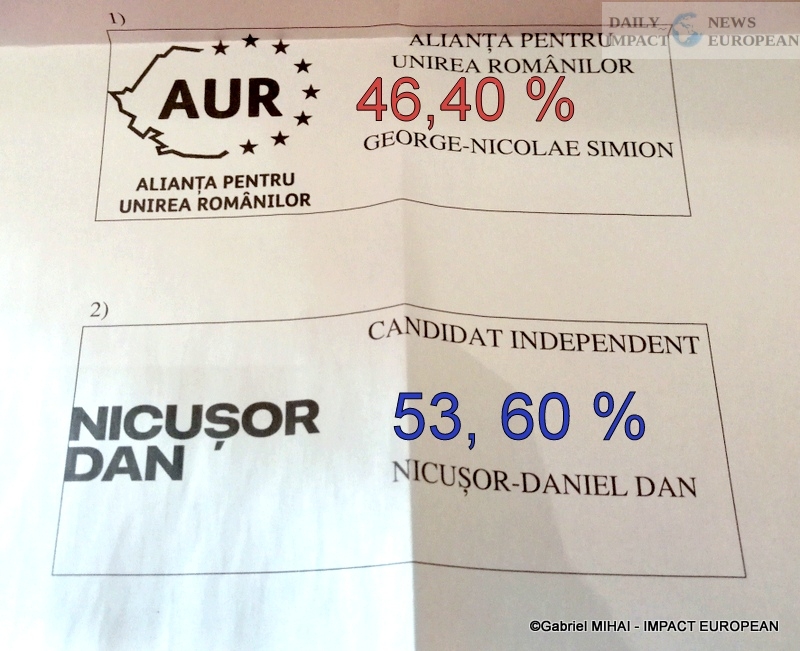 1)
DAILY NEWS
IMPACT EUROPEAN
AUR
ALIANȚA PENTRU
UNIREA ROMÂNILOR
ALIANȚA PENTRU
UNIREA ROMÂNILOR
46,40 %
GEORGE-NICOLAE SIMION
2)
CANDIDAT INDEPENDENT
NICUȘOR
DAN
53, 60 %
NICUȘOR-DANIEL DAN
©Gabriel MIHAI - IMPACT EUROPEAN